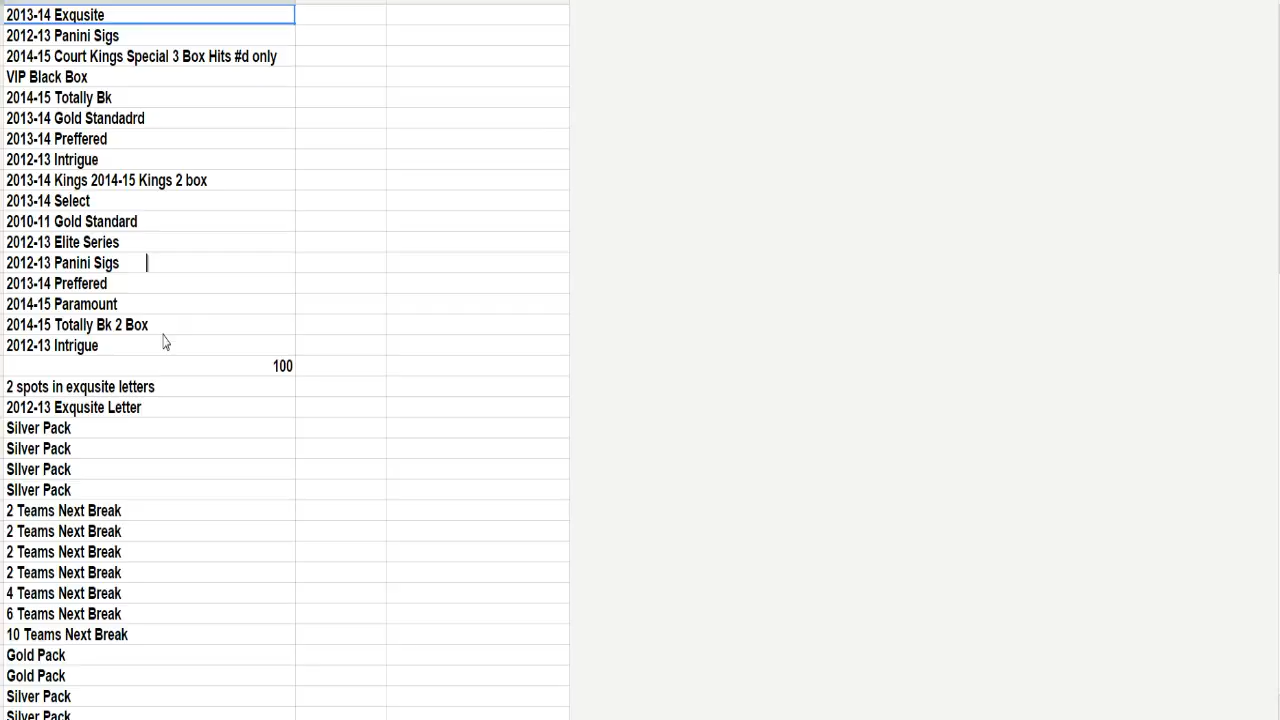 2013-14 Exqusite
2012-13 Panini Sigs
2014-15 Court Kings Special 3 Box Hits #d only
VIP Black Box
2014-15 Totally Bk
2013-14 Gold Standadrd
2013-14 Preffered
2012-13 Intrigue
2013-14 Kings 2014-15 Kings 2 box
2013-14 Select
2010-11 Gold Standard
2012-13 Elite Series
2012-13 Panini Sigs
2013-14 Preffered
2014-15 Paramount
2014-15 Totally Bk 2 Box
2012-13 Intrigue
100
2 spots in exqusite letters
2012-13 Exqusite Letter
Silver Pack
Silver Pack
SIlver Pack
SIlver Pack
2 Teams Next Break
2 Teams Next Break
2 Teams Next Break
2 Teams Next Break
4 Teams Next Break
6 Teams Next Break
10 Teams Next Break
Gold Pack
Gold Pack
Silver Pack
Silver Pack